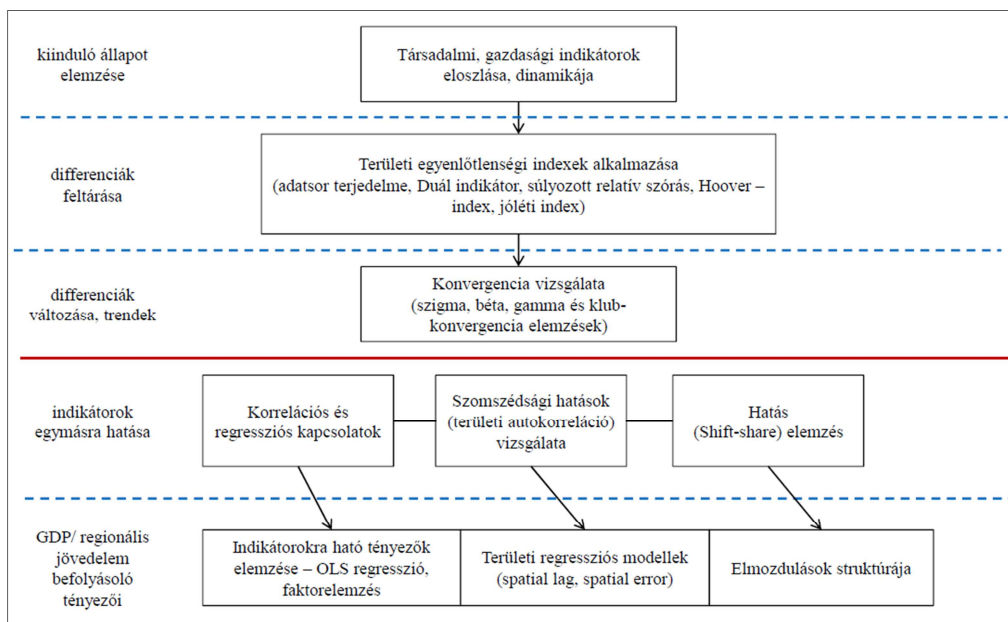 kiinduló állapot
elemzése
Társadalmi, gazdasági indikátorok
eloszlása, dinamikája
differenciák
feltárása
Területi egyenlőtlenségi indexek alkalmazása
(adatsor terjedelme, Duál indikátor, súlyozott relatív szórás, Hoover –
index, jóléti index)
differenciák
változása, trendek
Konvergencia vizsgálata
(szigma, béta, gamma és klub-
konvergencia elemzések)
indikátorok
egymásra hatása
Korrelációs és
regressziós kapcsolatok
Szomszédsági hatások
(területi autokorreláció)
vizsgálata
Hatás
(Shift-share) elemzés
GDP/ regionális
jövedelem
befolyásoló
tényezői
Indikátorokra ható tényezők
elemzése – OLS regresszió,
faktorelemzés
Területi regressziós modellek
(spatial lag, spatial error)
Elmozdulások struktúrája